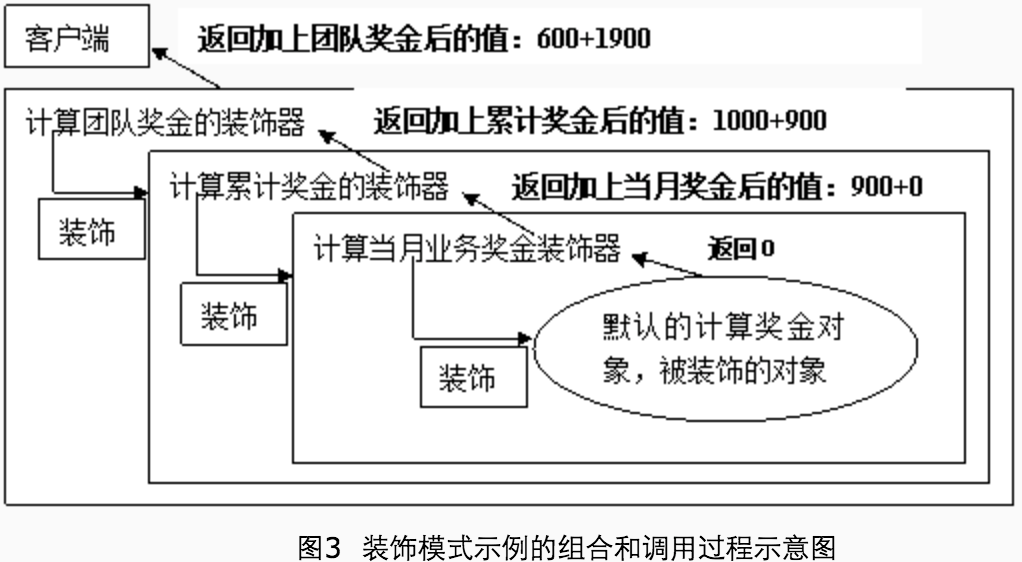 客户端
返回加上团队奖金后的值：600+1900
计算团队奖金的装饰器
返回加上累计奖金后的值：1000+900
计算累计奖金的装饰器
返回加上当月奖金后的值：900+0
装饰
计算当月业务奖金装饰器
返回0
装饰
默认的计算奖金对
象，被装饰的对象
装饰
图3 装饰模式示例的组合和调用过程示意图